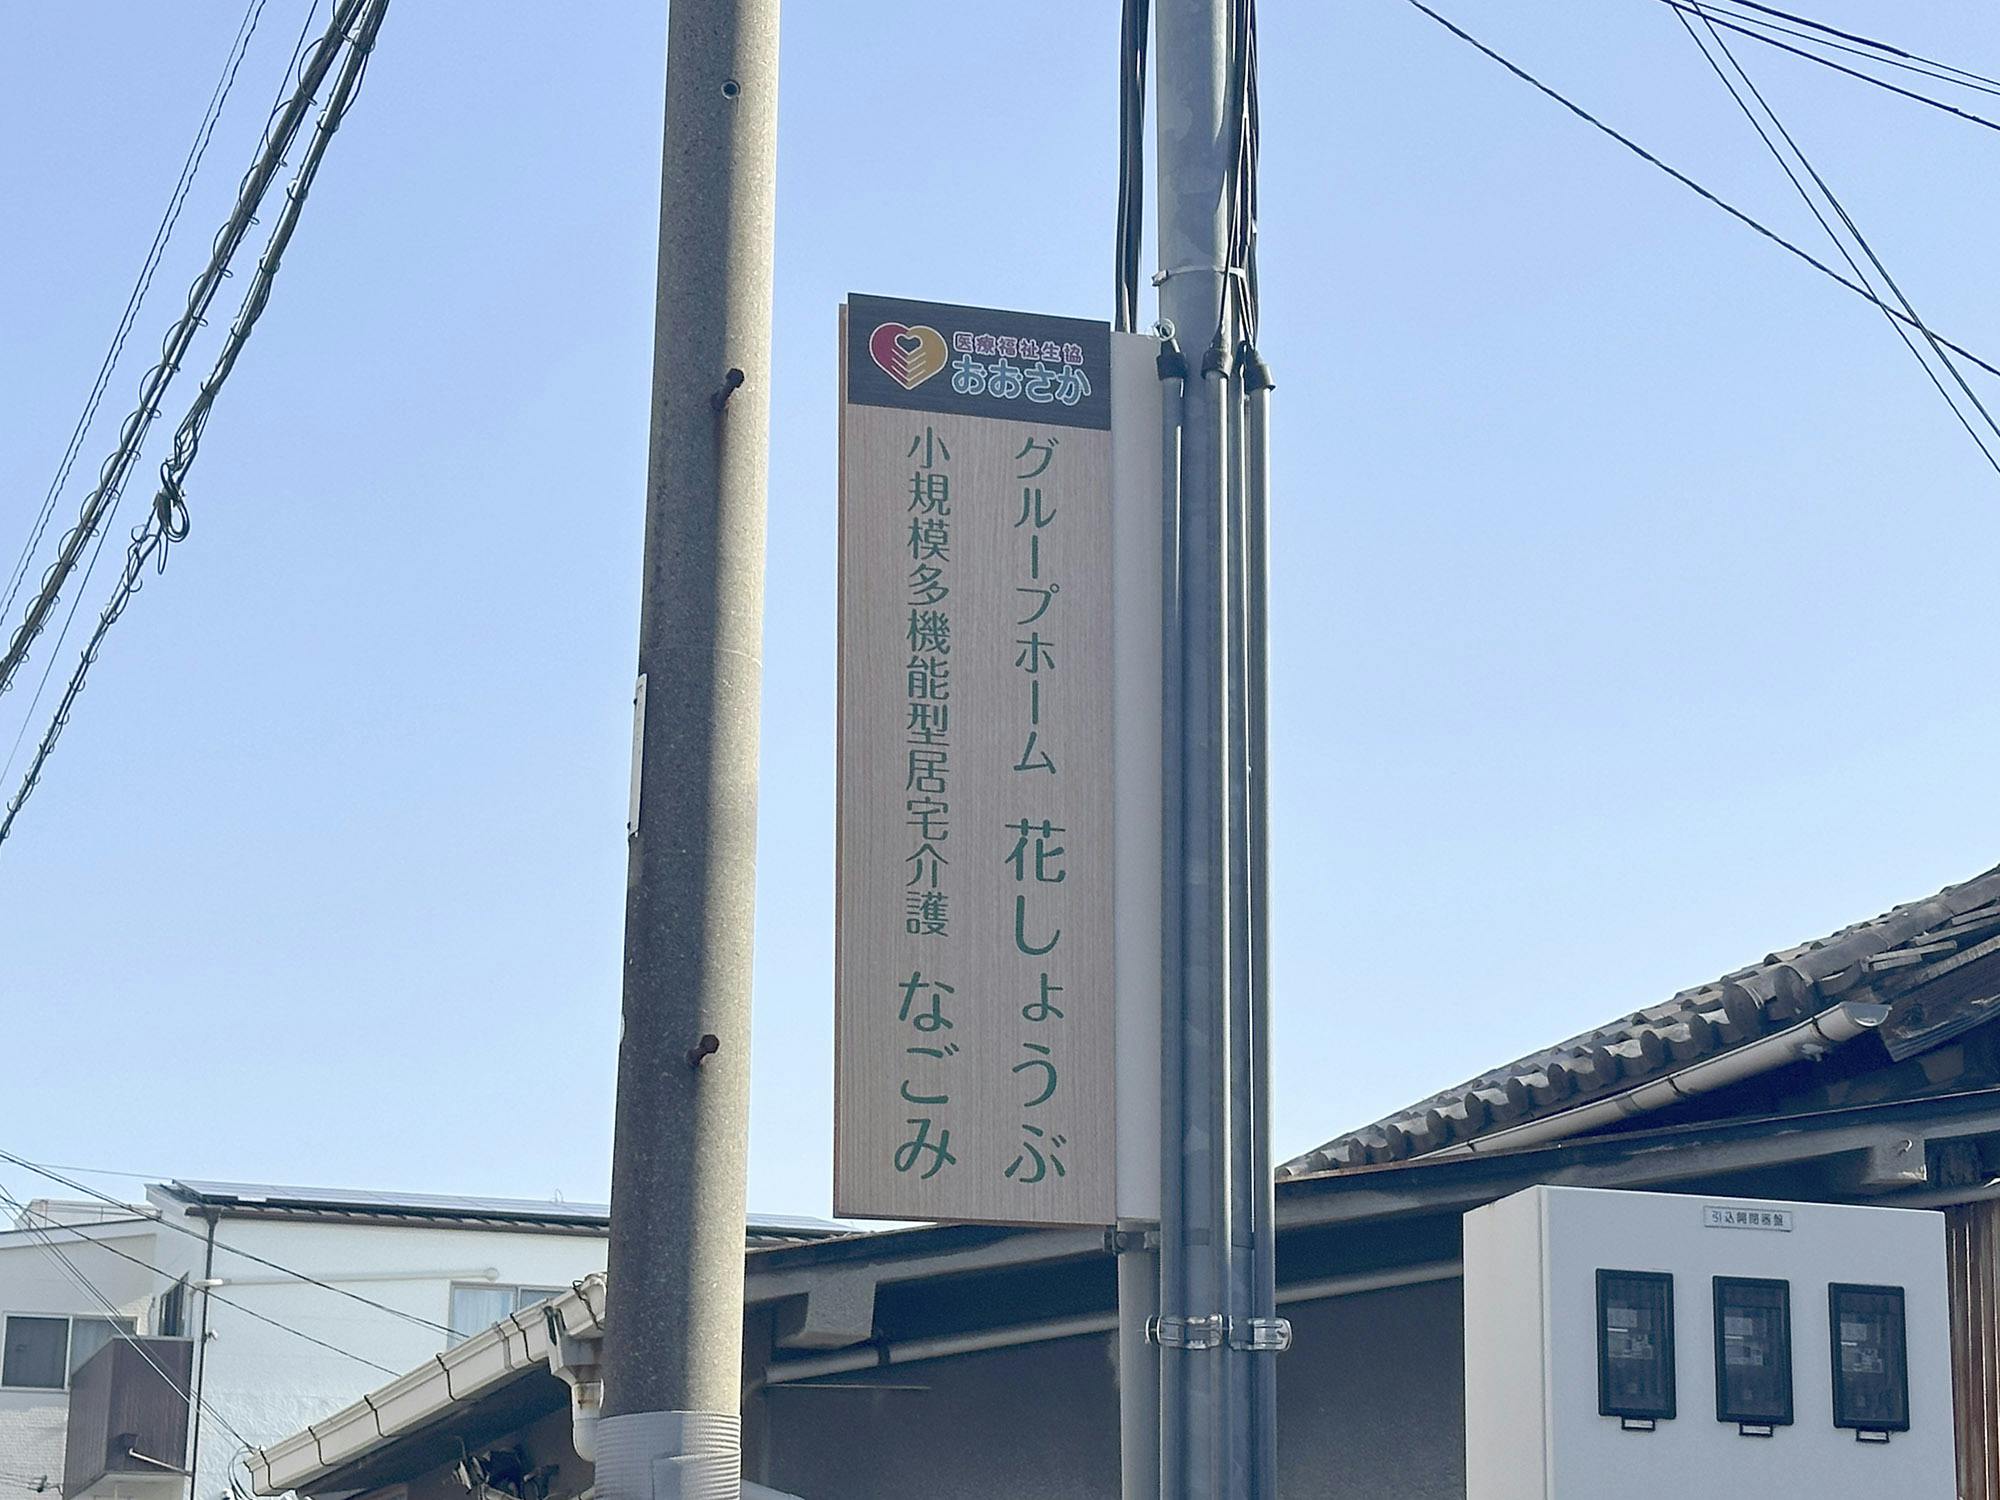 医療福祉生協
おおさか
グループホーム 花しょうぶ
小規模多機能型居宅介護 なごみ
引込開閉器盤